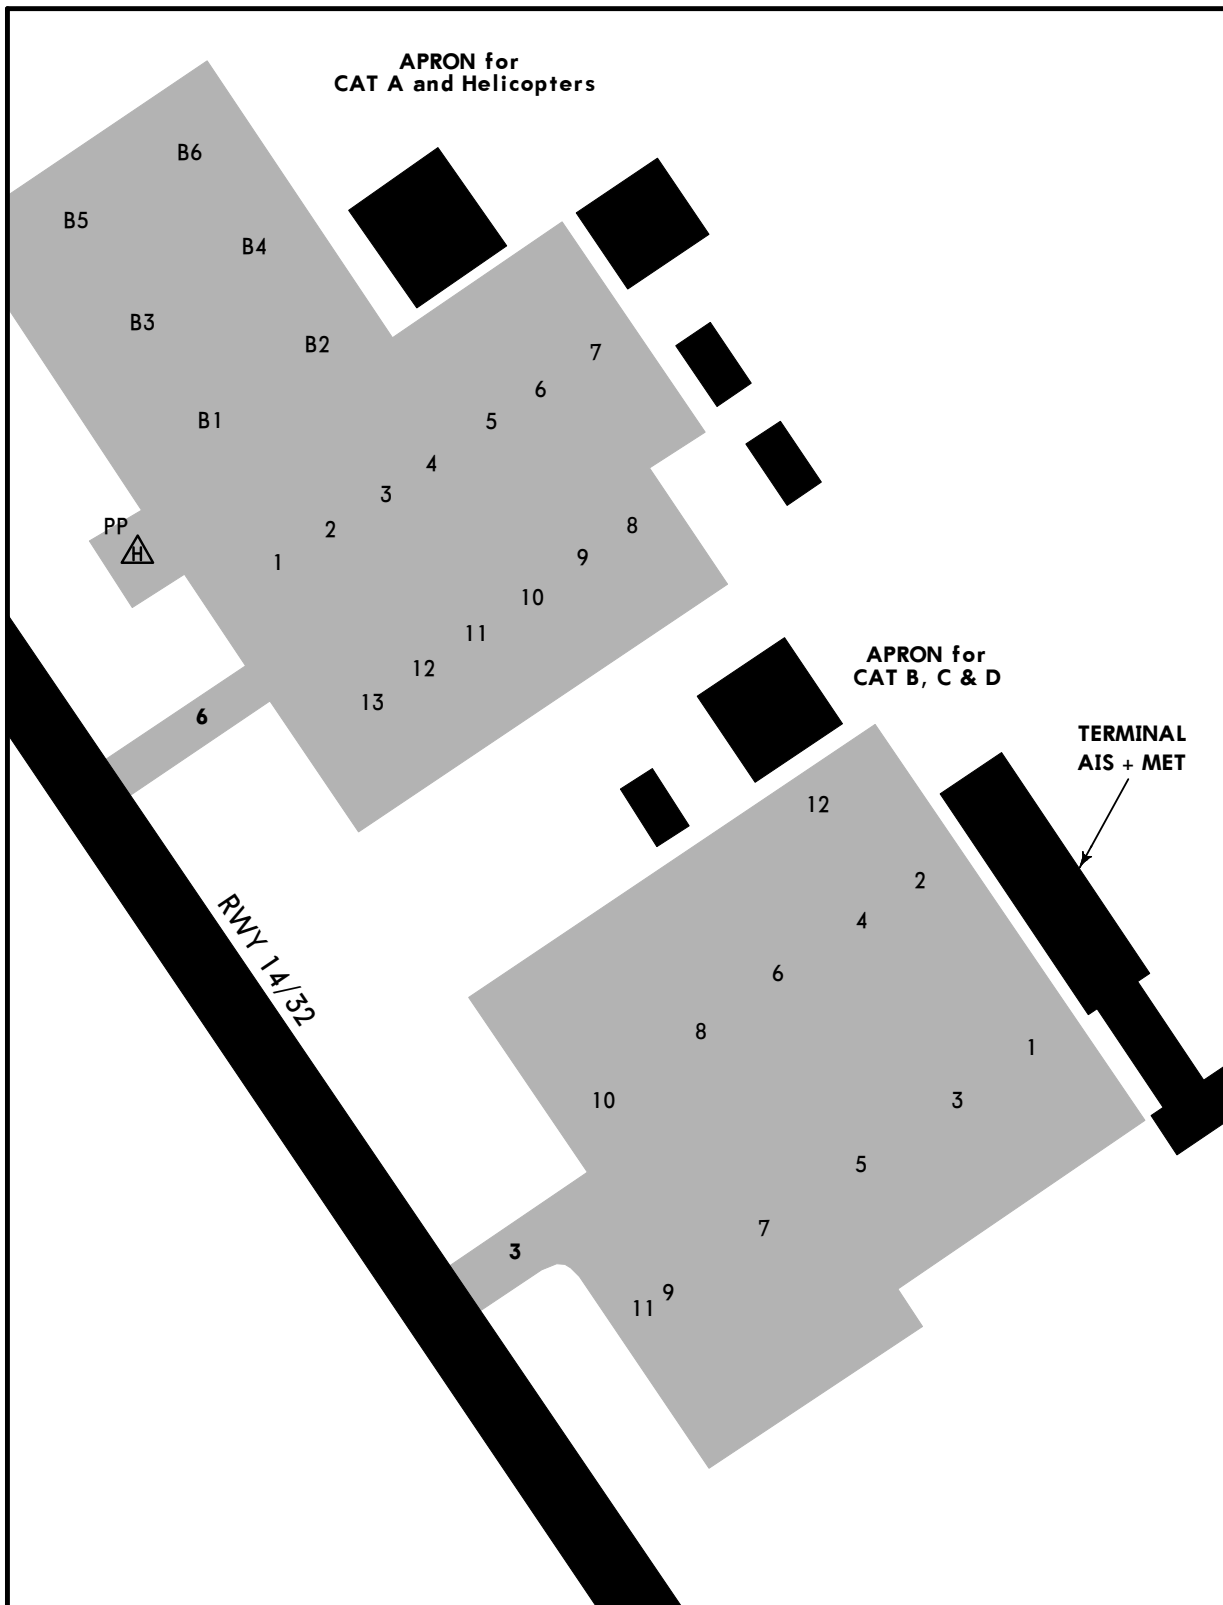 APRON for
CAT A and Helicopters
B6
B5
B4
B3
B2
B1
7
6
5
4
3
2
1
PP
H
8
9
10
11
12
13
6
APRON for
CAT B, C & D
TERMINAL
AIS + MET
RWY 14/32
12
2
4
6
8
10
1
3
5
7
9
11
3